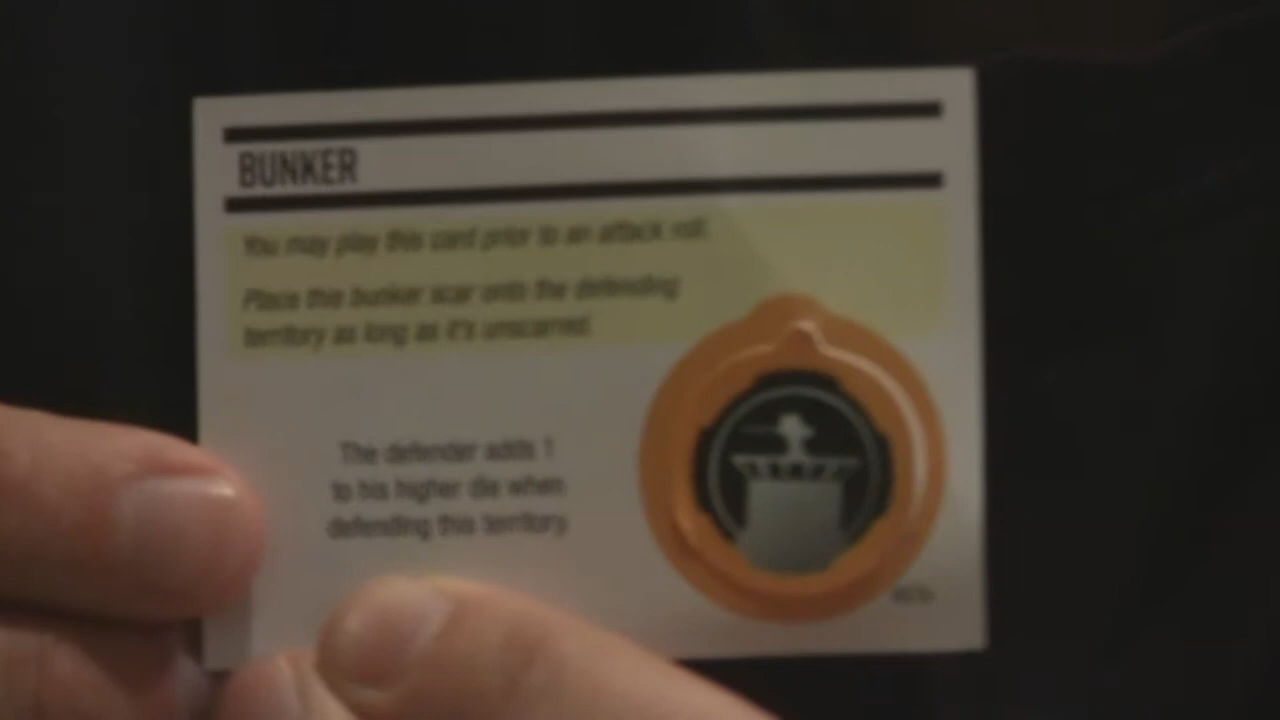 BUNKER
You may play this card prior to an attack roll.
Place this bunker scar onto the defending
territory as long as it's unscarred.
The defender adds 1
to his higher die when
defending this territory.